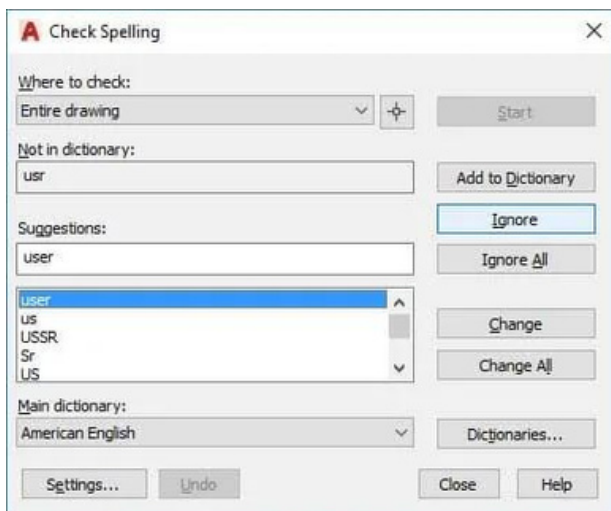 A Check Spelling
Where to check:
Entire drawing
Start
Not in dictionary:
usr
Add to Dictionary
Ignore
Suggestions:
user
Ignore All
user
us
USSR
Sr
US
Change
Change All
Main dictionary:
American English
Dictionaries...
Settings...
Undo
Close
Help